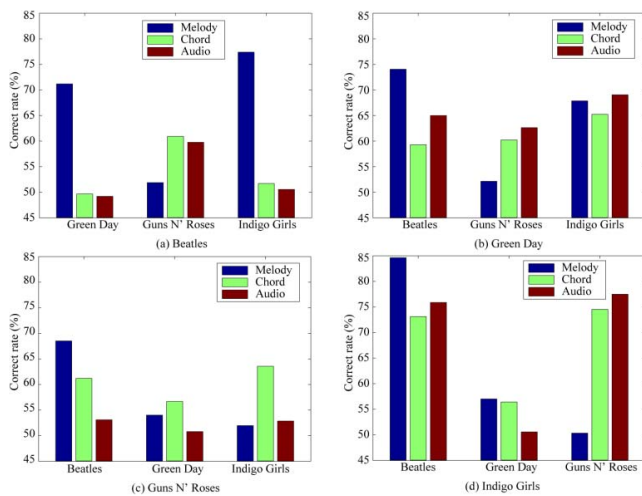 85
80
75
70
65
60
55
50
45
Correct rate (%)
Melody
Chord
Audio
Green Day Guns N' Roses Indigo Girls
(a) Beatles
85
80
75
70
65
60
55
50
45
Correct rate (%)
Melody
Chord
Audio
Beatles Guns N' Roses Indigo Girls
(b) Green Day
85
80
75
70
65
60
55
50
45
Correct rate (%)
Melody
Chord
Audio
Beatles Green Day Indigo Girls
(c) Guns N' Roses
85
80
75
70
65
60
55
50
45
Correct rate (%)
Melody
Chord
Audio
Beatles Green Day Guns N' Roses
(d) Indigo Girls